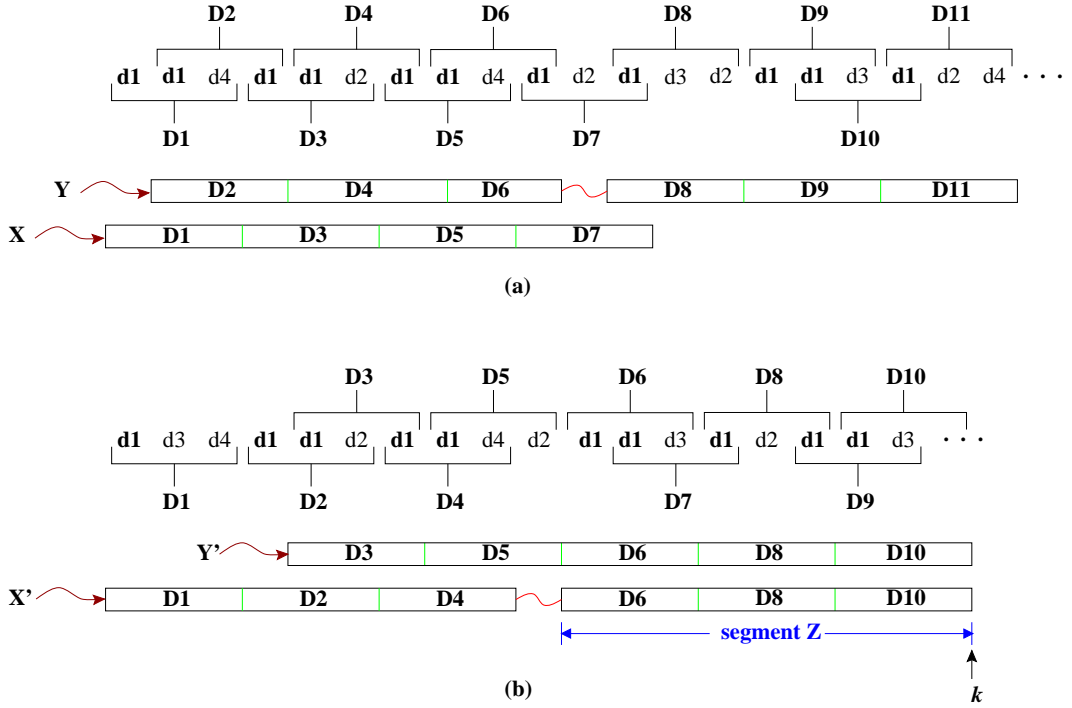 D2 D4 D6 D8 D9 D11
d1 d1 d4 d1 d1 d2 d1 d1 d4 d1 d2 d1 d3 d2 d1 d1 d3 d1 d2 d4 · · ·
D1 D3 D5 D7 D10
Y D2 D4 D6 D8 D9 D11
X D1 D3 D5 D7
(a)
D3 D5 D6 D8 D10
d1 d3 d4 d1 d1 d2 d1 d1 d4 d2 d1 d1 d3 d1 d2 d1 d1 d3 · · ·
D1 D2 D4 D7 D9
Y' D3 D5 D6 D8 D10
X' D1 D2 D4 D6 D8 D10
segment Z
(b) k